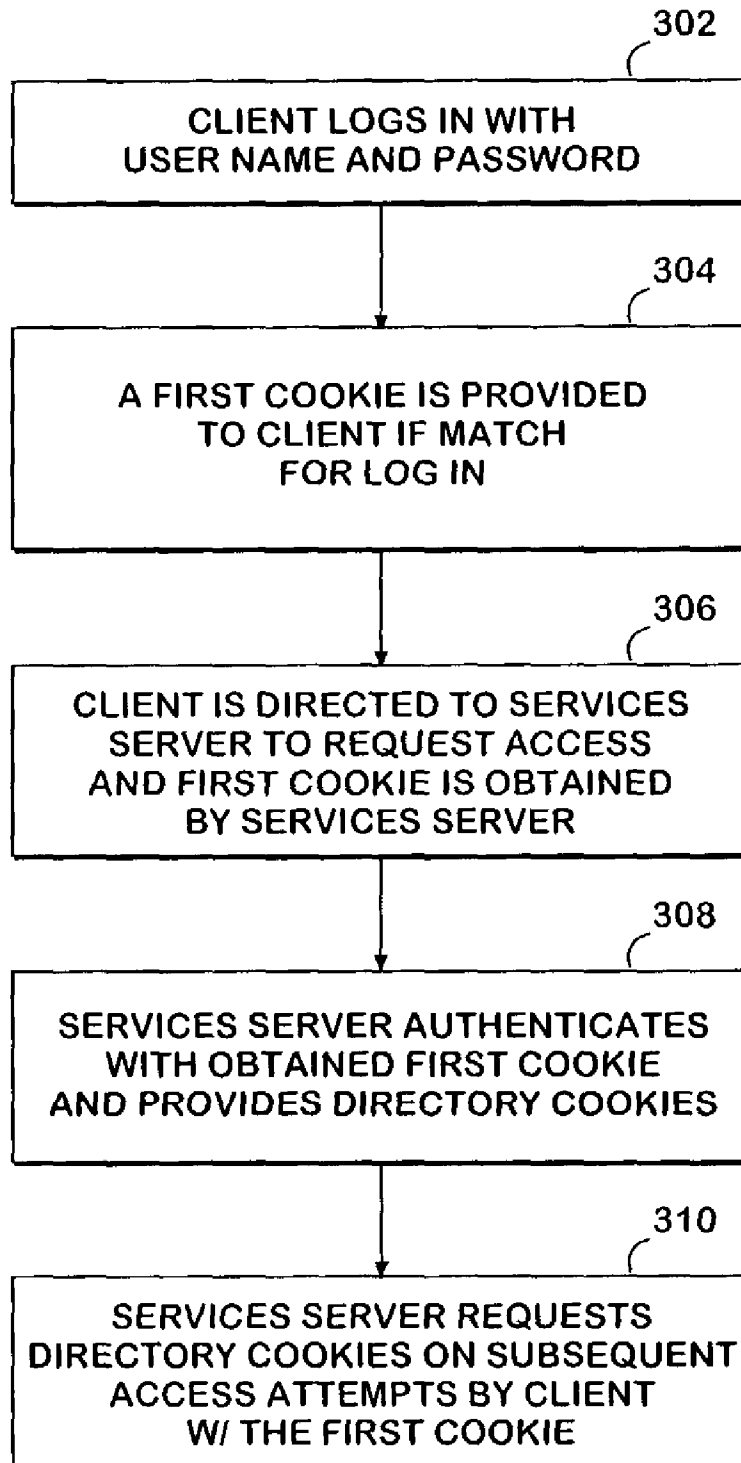 302
CLIENT LOGS IN WITH
USER NAME AND PASSWORD
304
A FIRST COOKIE IS PROVIDED
TO CLIENT IF MATCH
FOR LOG IN
306
CLIENT IS DIRECTED TO SERVICES
SERVER TO REQUEST ACCESS
AND FIRST COOKIE IS OBTAINED
BY SERVICES SERVER
308
SERVICES SERVER AUTHENTICATES
WITH OBTAINED FIRST COOKIE
AND PROVIDES DIRECTORY COOKIES
310
SERVICES SERVER REQUESTS
DIRECTORY COOKIES ON SUBSEQUENT
ACCESS ATTEMPTS BY CLIENT
W/ THE FIRST COOKIE